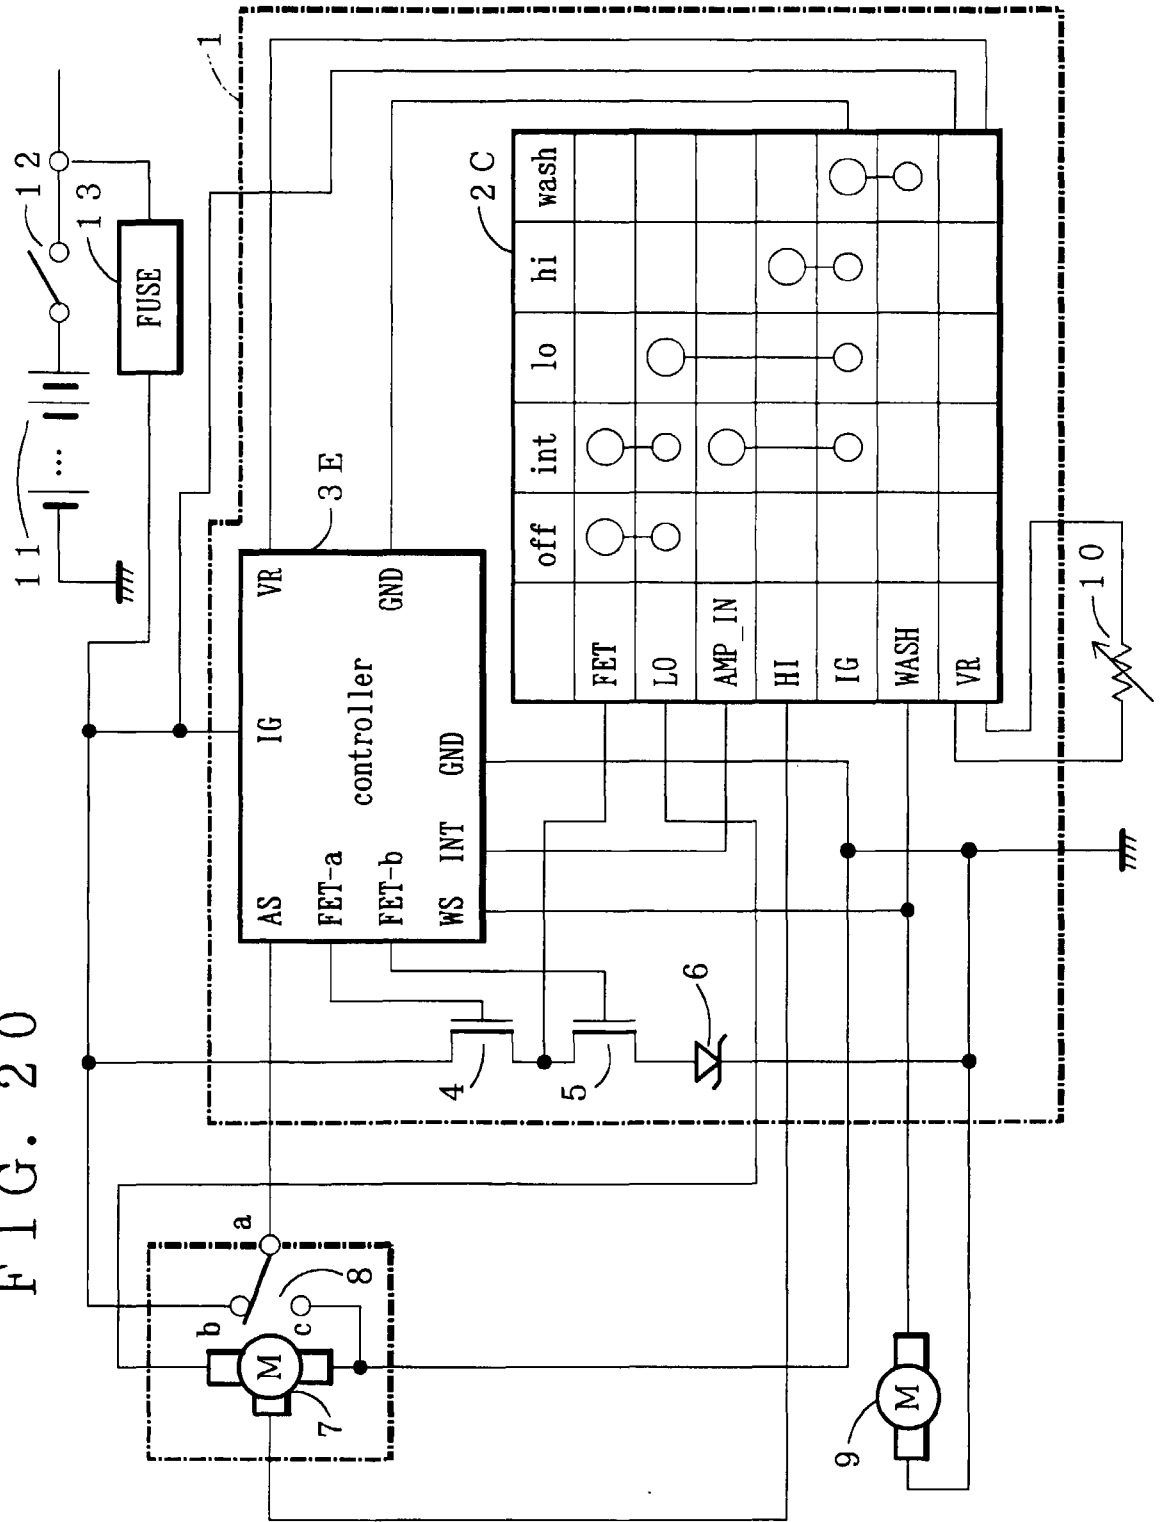 FIG. 20
11
12
13
FUSE
1
3E
AS
IG
VR
FET-a
controller
FET-b
GND
WS
INT
GND
2C
off
int
lo
hi
wash
FET
LO
AMP_IN
HI
IG
WASH
VR
a
b
c
8
M
7
4
5
6
M
9
10